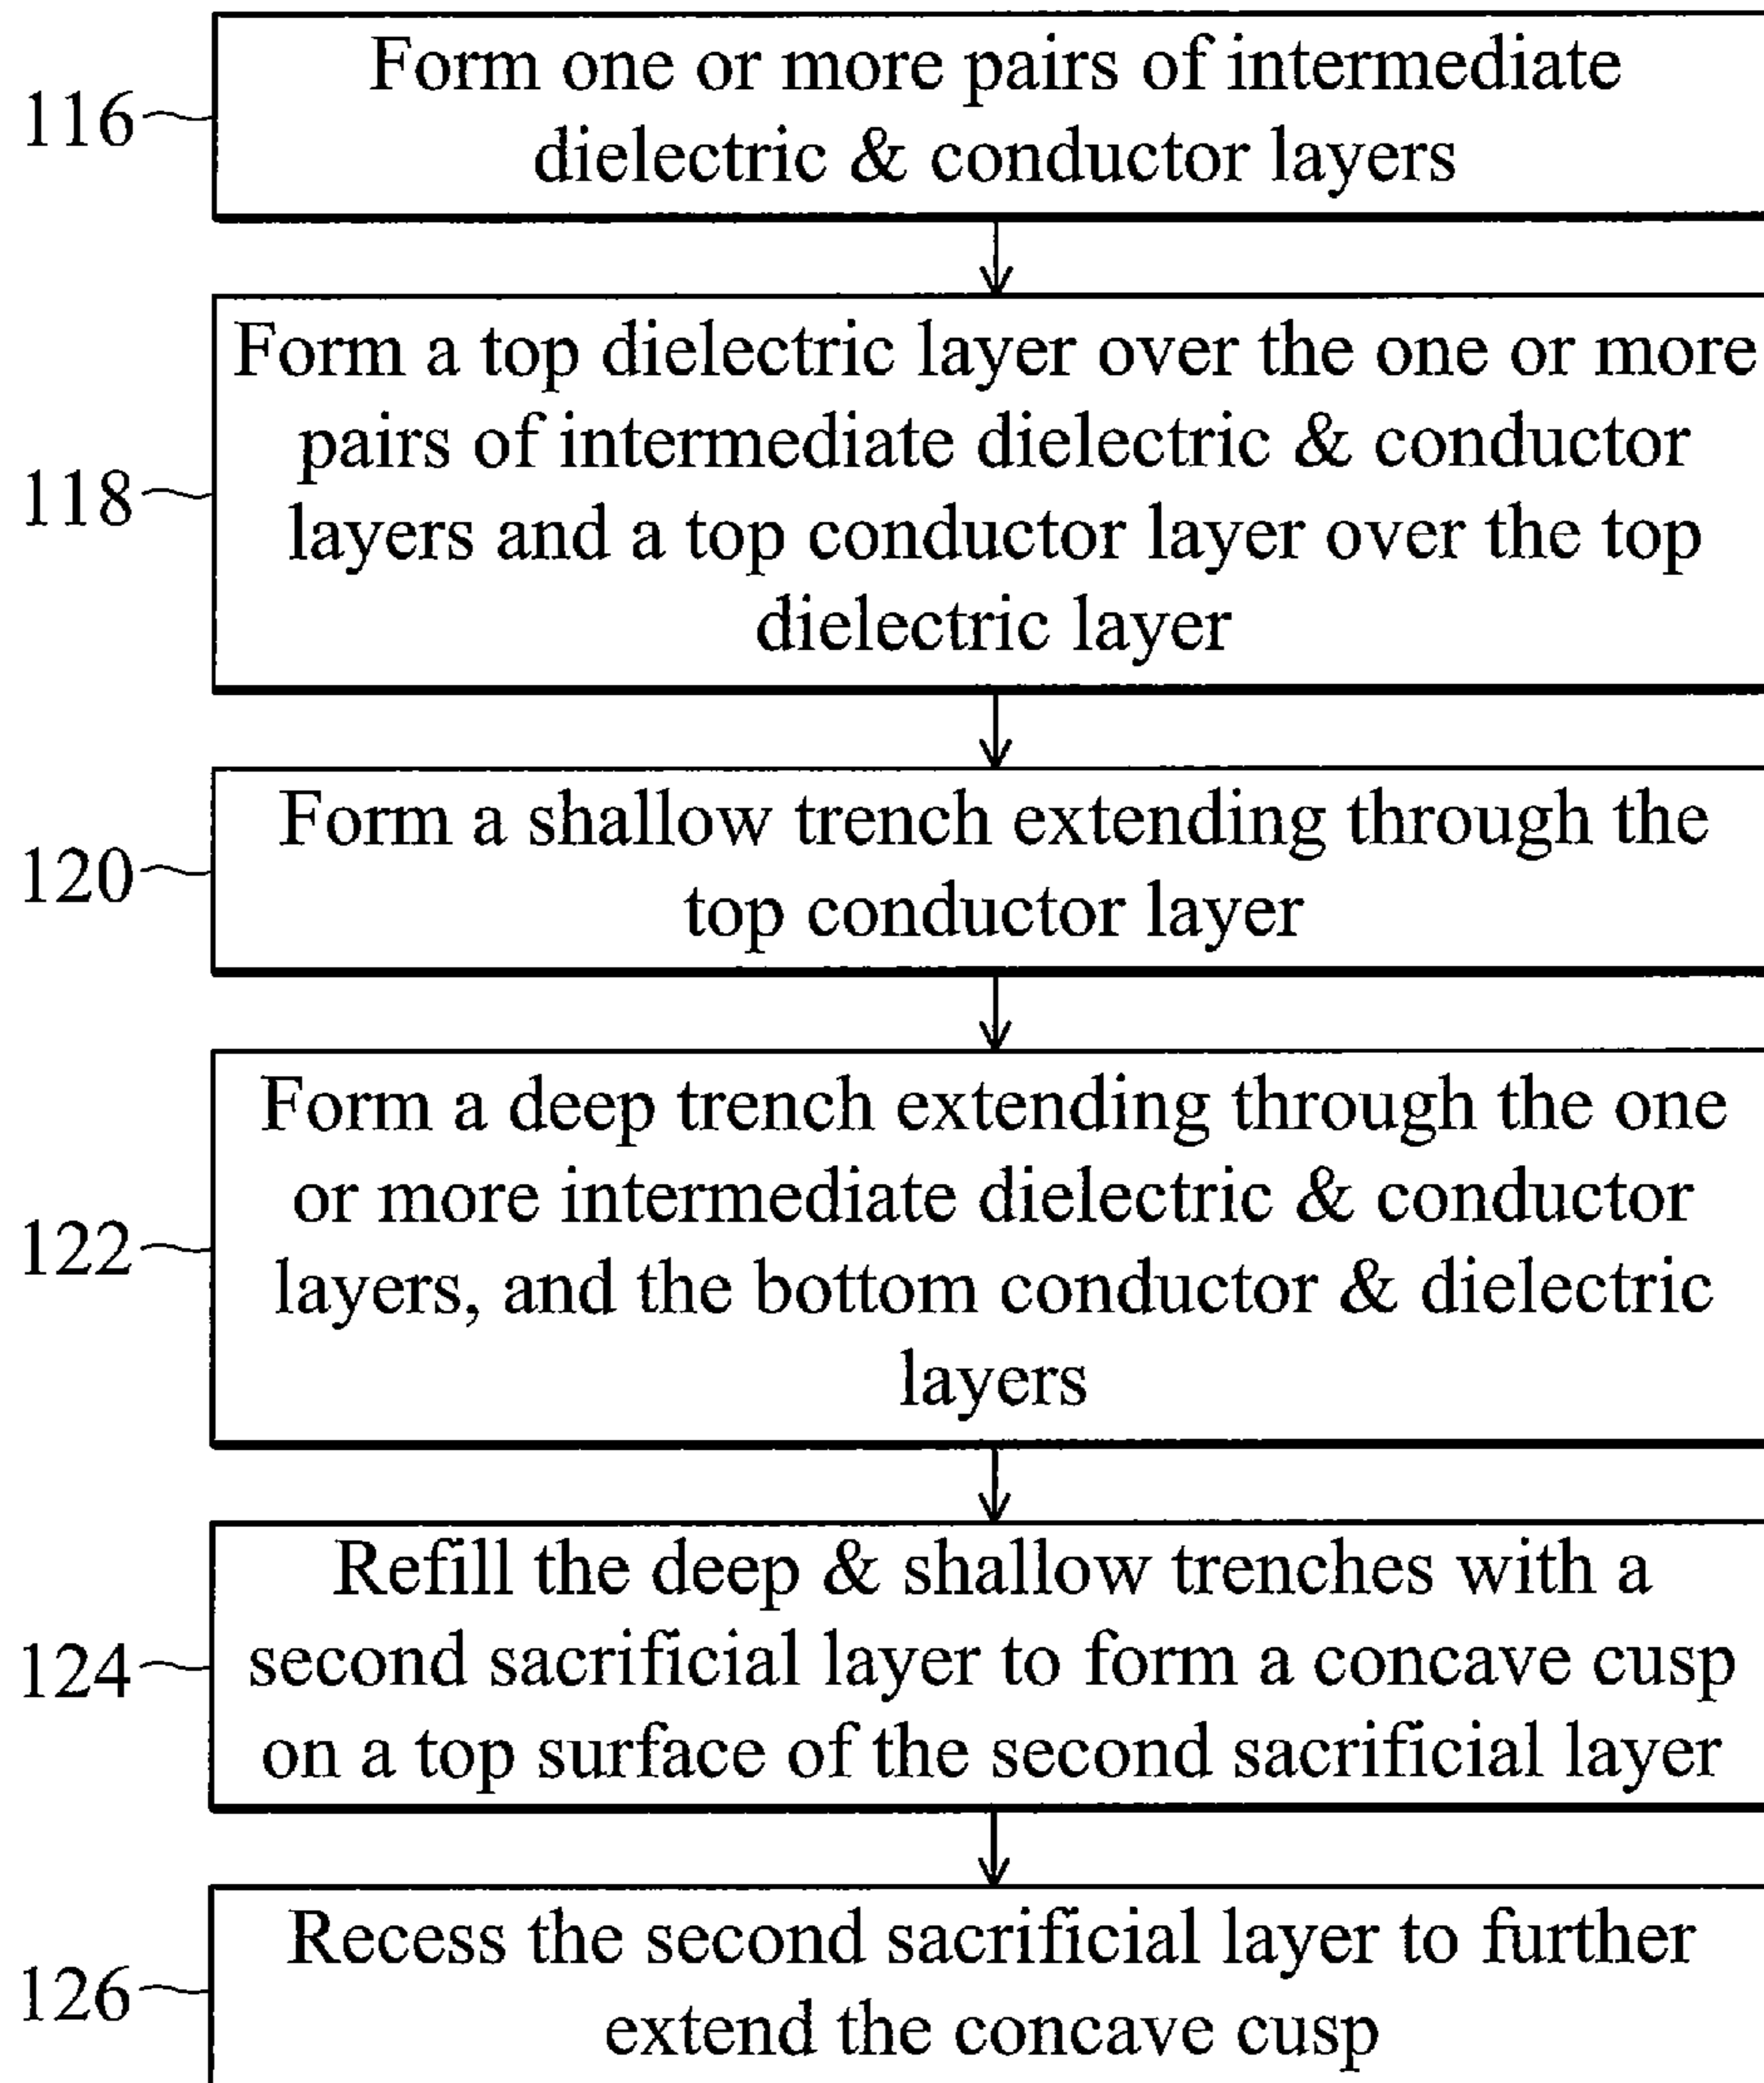 116
Form one or more pairs of intermediate
dielectric & conductor layers
118
Form a top dielectric layer over the one or more
pairs of intermediate dielectric & conductor
layers and a top conductor layer over the top
dielectric layer
120
Form a shallow trench extending through the
top conductor layer
122
Form a deep trench extending through the one
or more intermediate dielectric & conductor
layers, and the bottom conductor & dielectric
layers
124
Refill the deep & shallow trenches with a
second sacrificial layer to form a concave cusp
on a top surface of the second sacrificial layer
126
Recess the second sacrificial layer to further
extend the concave cusp